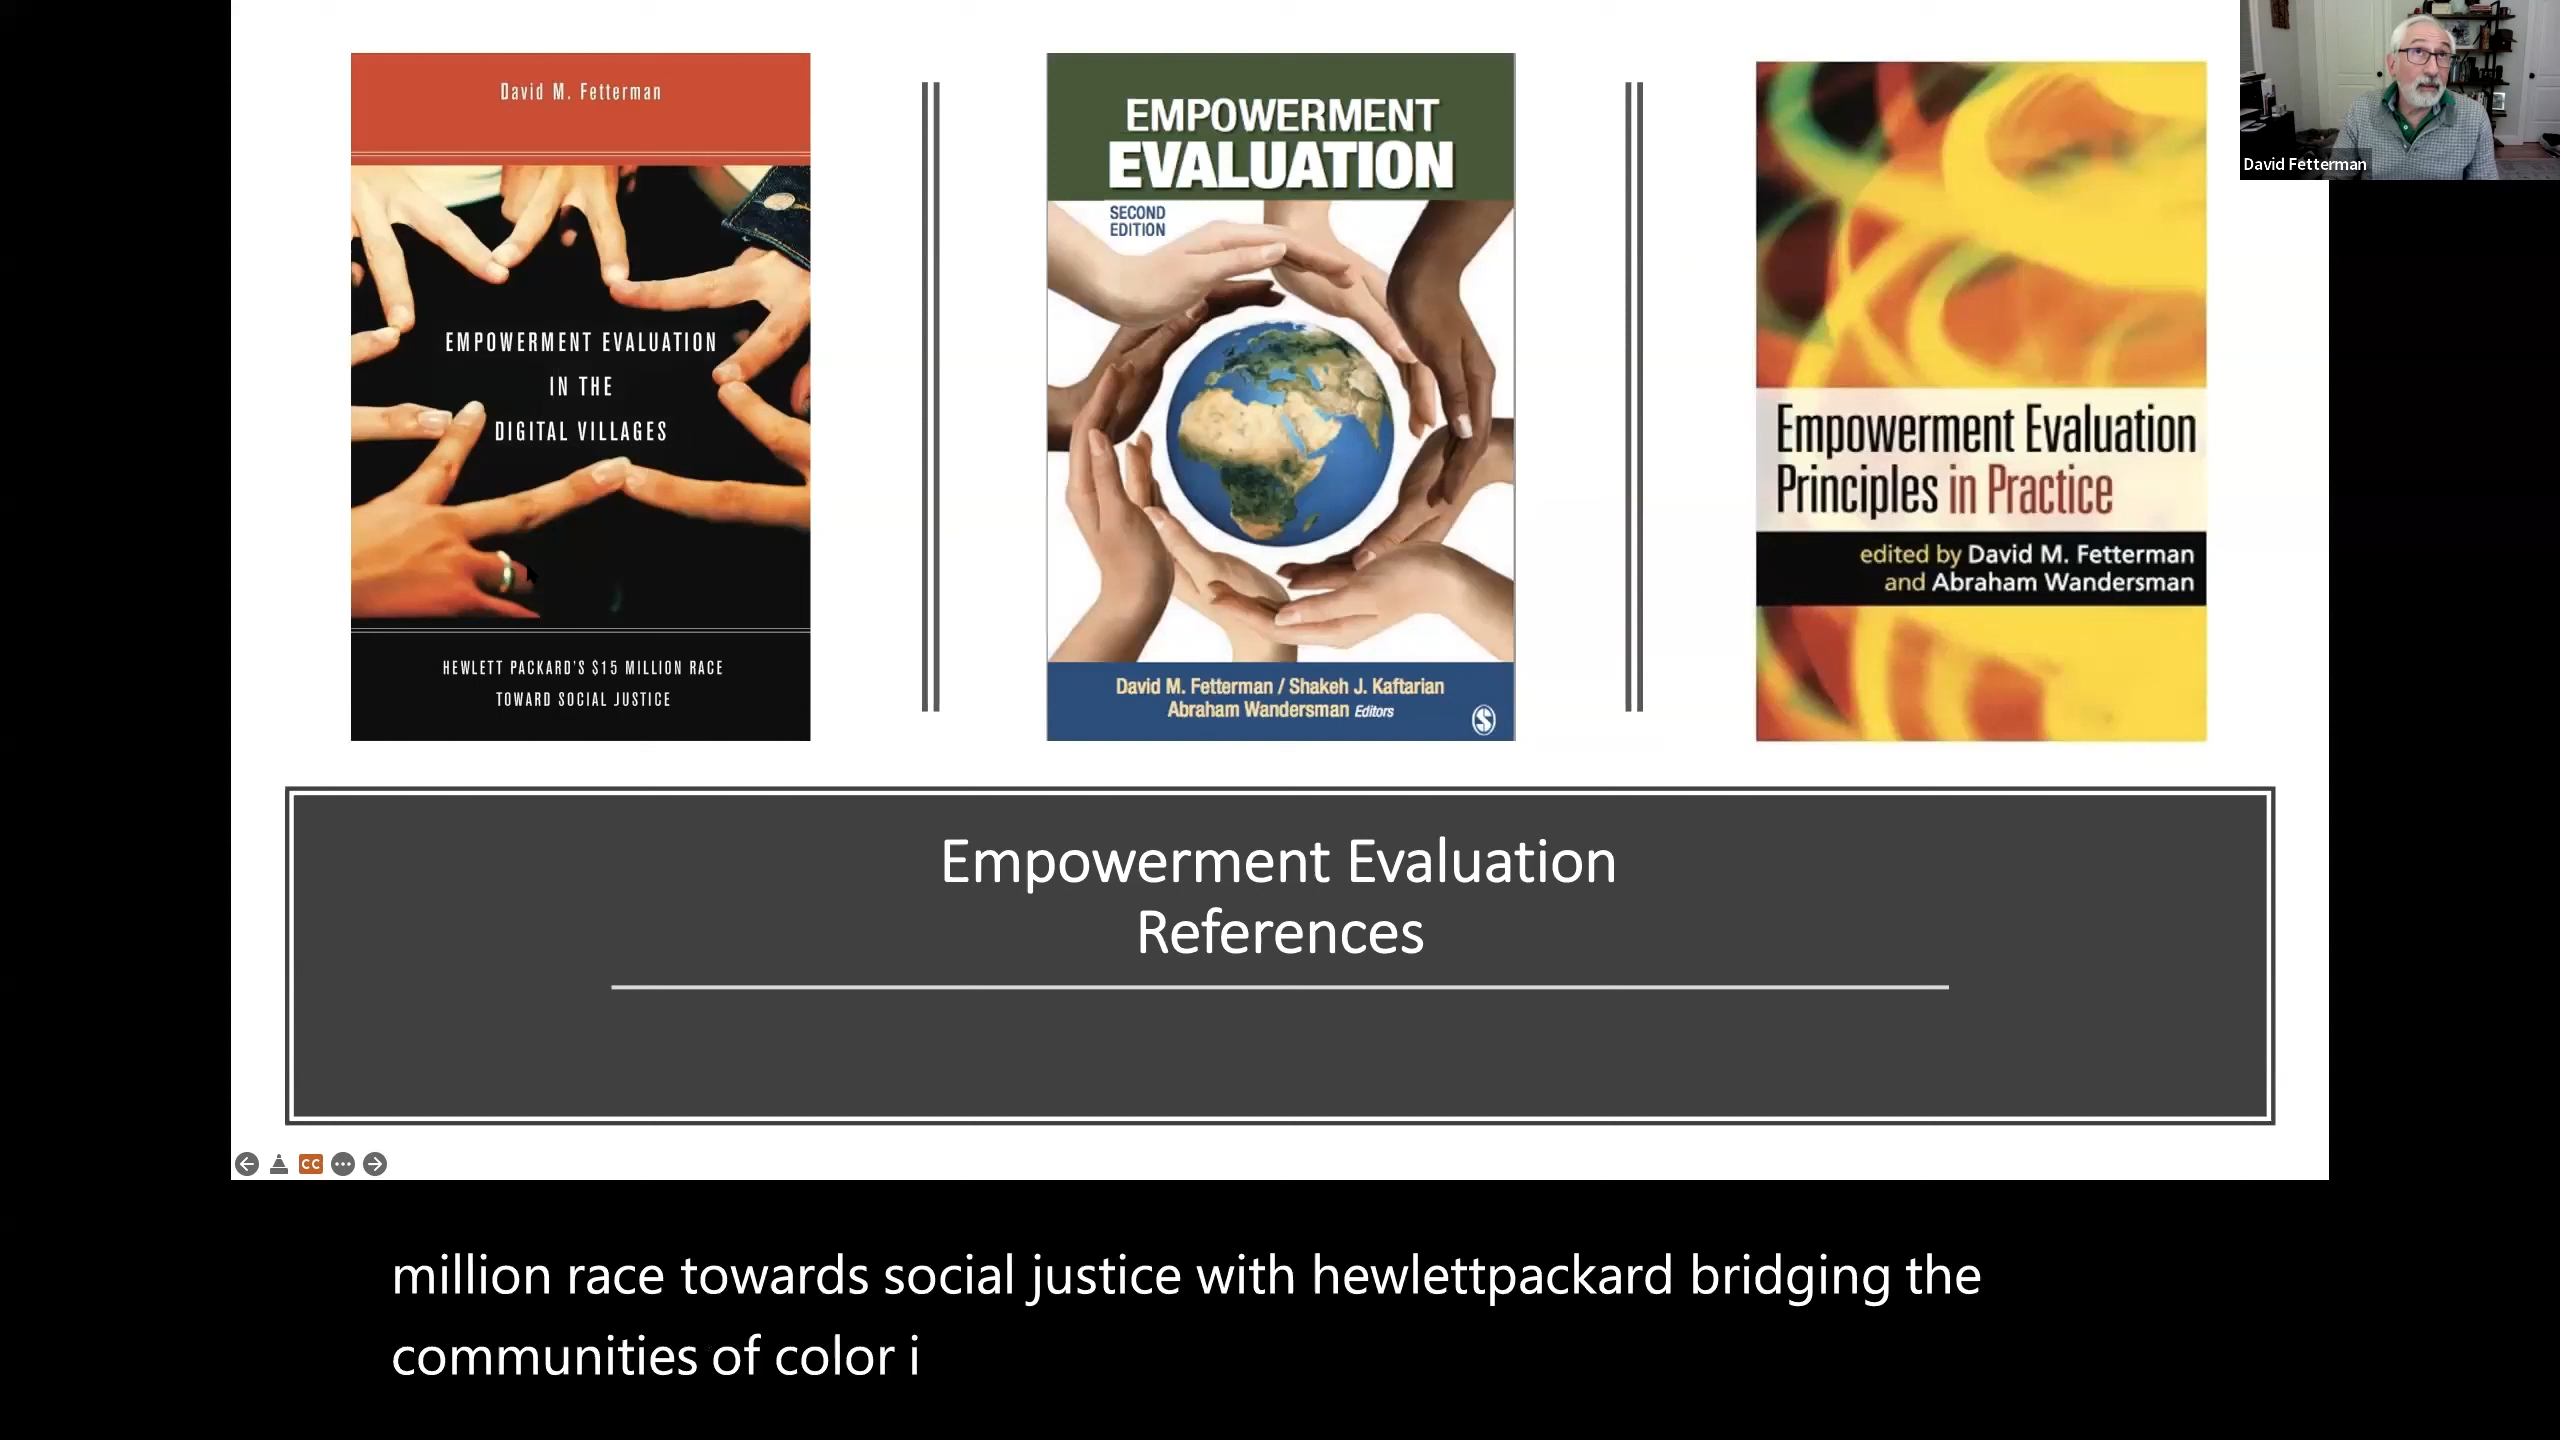 David M. Fetterman
EMPOWERMENT EVALUATION
IN THE
DIGITAL VILLAGES
HEWLETT PACKARD'S $15 MILLION RACE
TOWARD SOCIAL JUSTICE
EMPOWERMENT
EVALUATION
SECOND
EDITION
David M. Fetterman / Shakeh J. Kaftarian
Abraham Wandersman Editors
Empowerment Evaluation
Principles in Practice
edited by David M. Fetterman
and Abraham Wandersman
David Fetterman
Empowerment Evaluation
References
CC
million race towards social justice with hewlettpackard bridging the
communities of color i